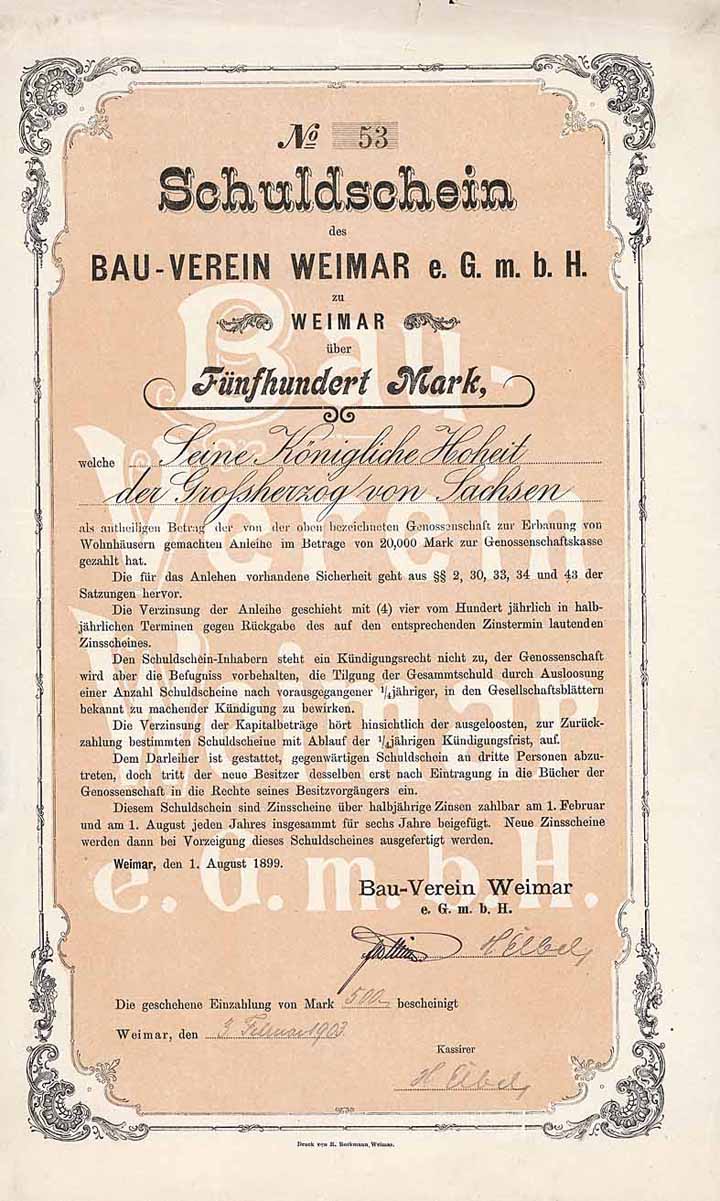 No 53
Schuldschein
des
BAU-VEREIN WEIMAR e. G. m. b. H.
zu
WEIMAR
über
Fünfhundert Mark,
welche Seine Königliche Hoheit
der Großherzog von Sachsen
als antheiligen Betrag der von der oben bezeichneten Genossenschaft zur Erbauung von
Wohnhäusern gemachten Anleihe im Betrage von 20,000 Mark zur Genossenschaftskasse
gezahlt hat.
Die für das Anlehen vorhandene Sicherheit geht aus §§ 2, 30, 33, 34 und 43 der
Satzungen hervor.
Die Verzinsung der Anleihe geschieht mit (4) vier vom Hundert jährlich in halb-
jährlichen Terminen gegen Rückgabe des auf den entsprechenden Zinstermin lautenden
Zinsscheines.
Den Schuldschein-Inhabern steht ein Kündigungsrecht nicht zu, der Genossenschaft
wird aber die Befugniss vorbehalten, die Tilgung der Gesammtschuld durch Ausloosung
einer Anzahl Schuldscheine nach vorausgegangener 1/4jähriger, in den Gesellschaftsblättern
bekannt zu machender Kündigung zu bewirken.
Die Verzinsung der Kapitalbeträge hört hinsichtlich der ausgeloosten, zur Zurück-
zahlung bestimmten Schuldscheine mit Ablauf der 1/4jährigen Kündigungsfrist, auf.
Dem Darleiher ist gestattet, gegenwärtigen Schuldschein an dritte Personen abzu-
treten, doch tritt der neue Besitzer desselben erst nach Eintragung in die Bücher der
Genossenschaft in die Rechte seines Besitzvorgängers ein.
Diesem Schuldschein sind Zinsscheine über halbjährige Zinsen zahlbar am 1. Februar
und am 1. August jeden Jahres insgesammt für sechs Jahre beigefügt. Neue Zinsscheine
werden dann bei Vorzeigung dieses Schuldscheines ausgefertigt werden.
Weimar, den 1. August 1899.
Bau-Verein Weimar
e. G. m. b. H.
Die geschehene Einzahlung von Mark 500 bescheinigt
Weimar, den 3 Februar 1903
Kassirer
Druck von R. Borkmann, Weimar.
Bau-
Verein
Weimar
e. G. m. b. H.